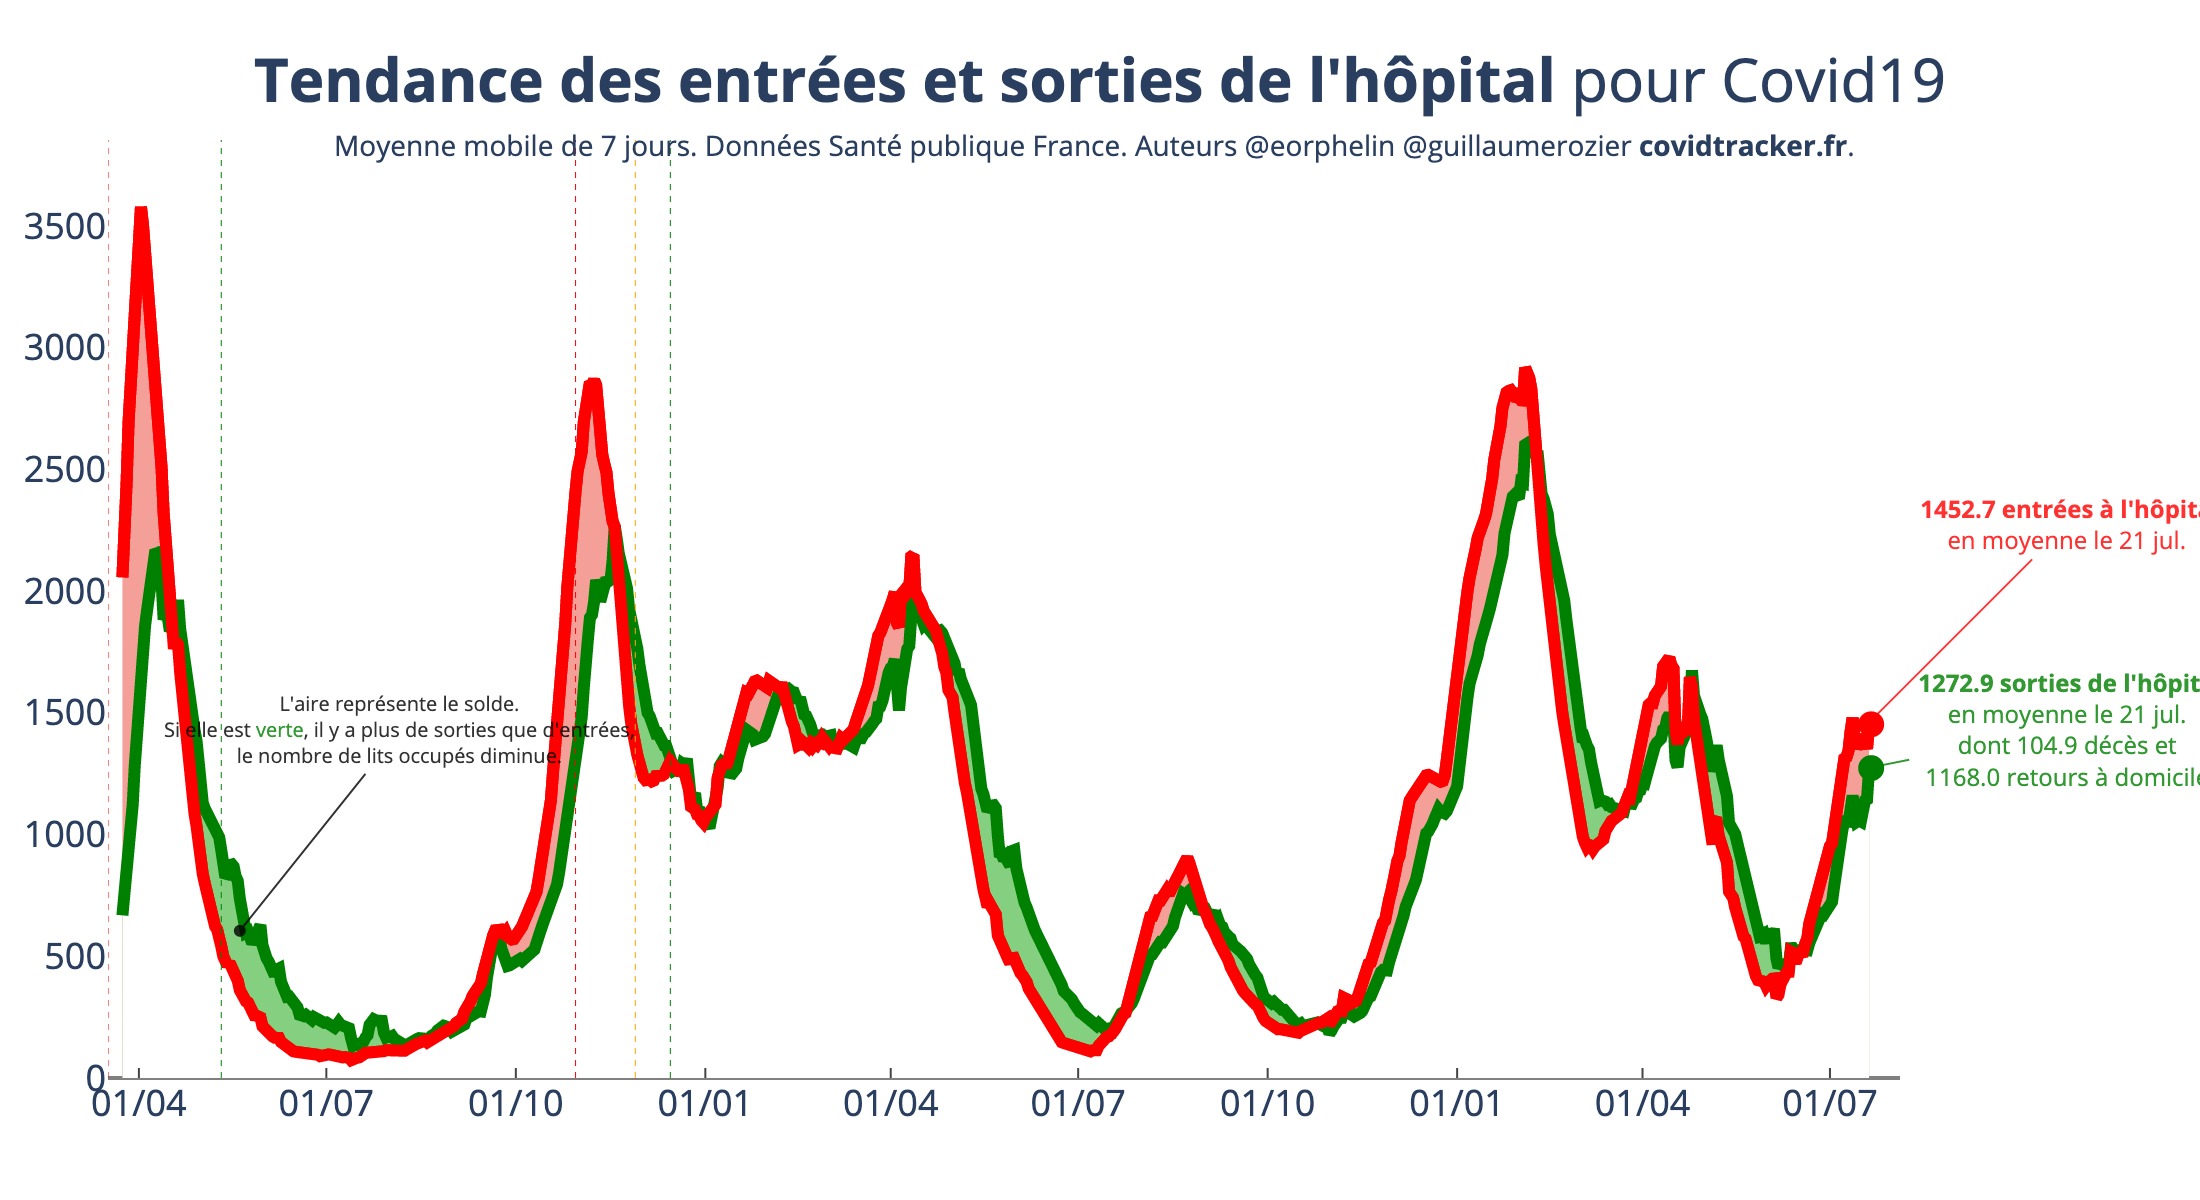 Tendance des entrées et sorties de l'hôpital pour Covid19
Moyenne mobile de 7 jours. Données Santé publique France. Auteurs @eorphelin @guillaumerozier covidtracker.fr.
3500
3000
2500
2000
1500
1000
500
0
L'aire représente le solde.
Si elle est verte, il y a plus de sorties que d'entrées,
le nombre de lits occupés diminue.
1452.7 entrées à l'hôpit
en moyenne le 21 jul.
1272.9 sorties de l'hôpit
en moyenne le 21 jul.
dont 104.9 décès et
1168.0 retours à domicile
01/04 01/07 01/10 01/01 01/04 01/07 01/10 01/01 01/04 01/07